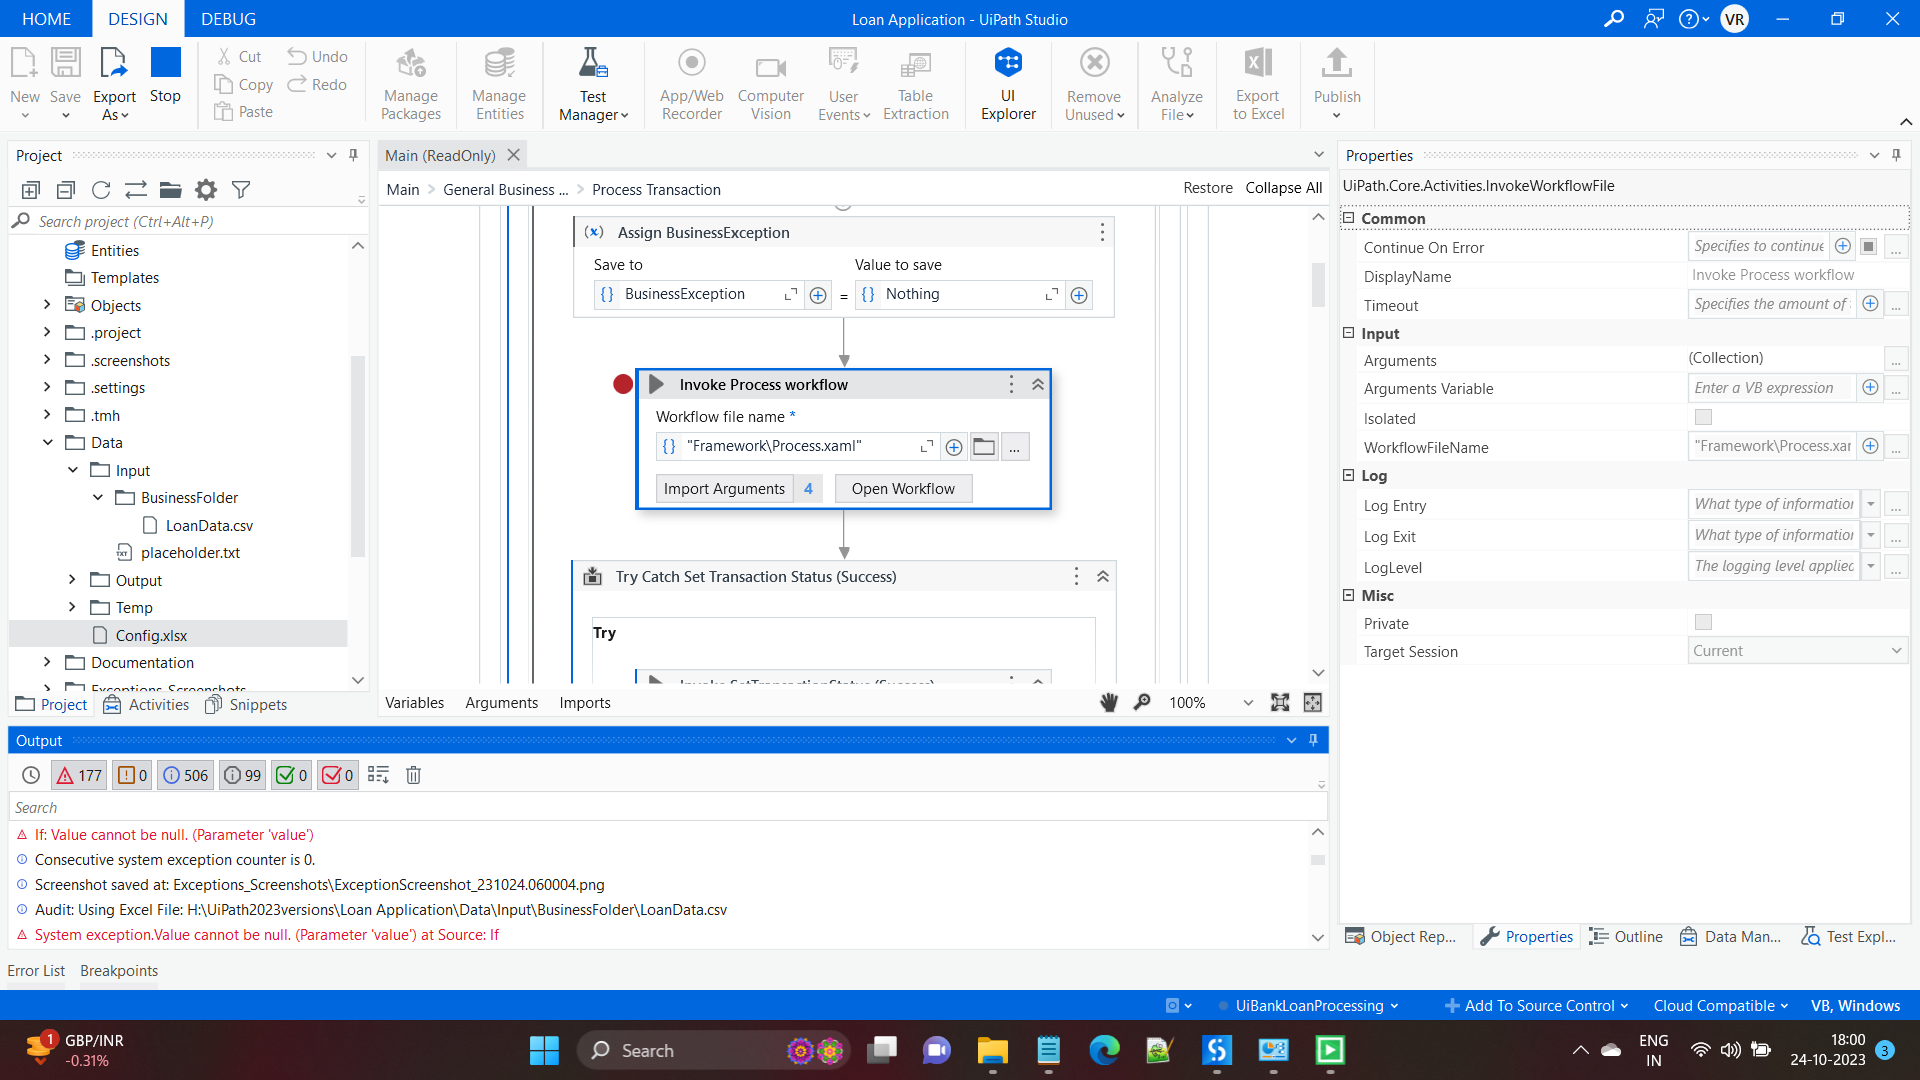 HOME DESIGN DEBUG
Loan Application - UiPath Studio
VR
New
Save
Export As
Stop
Cut
Copy
Paste
Undo
Redo
Manage Packages
Manage Entities
Test Manager
App/Web Recorder
Computer Vision
User Events
Table Extraction
UI Explorer
Remove Unused
Analyze File
Export to Excel
Publish
Project
Search project (Ctrl+Alt+P)
Entities
Templates
Objects
.project
.screenshots
.settings
.tmh
Data
Input
BusinessFolder
LoanData.csv
placeholder.txt
Output
Temp
Config.xlsx
Documentation
Exceptions_Screenshots
Project Activities Snippets
Main (ReadOnly)
Main > General Business ... > Process Transaction
Restore Collapse All
Assign BusinessException
Save to Value to save
BusinessException = Nothing
Invoke Process workflow
Workflow file name *
"Framework\Process.xaml"
...
Import Arguments 4 Open Workflow
Try Catch Set Transaction Status (Success)
Try
Invoke SetTransactionStatus (Success)
Variables Arguments Imports
100%
Properties
UiPath.Core.Activities.InvokeWorkflowFile
Common
Continue On Error Specifies to continue ...
DisplayName Invoke Process workflow
Timeout Specifies the amount of ...
Input
Arguments (Collection) ...
Arguments Variable Enter a VB expression ...
Isolated
WorkflowFileName "Framework\Process.xar ...
Log
Log Entry What type of information ...
Log Exit What type of information ...
LogLevel The logging level applied ...
Misc
Private
Target Session Current
Object Rep... Properties Outline Data Man... Test Expl...
Output
177 0 506 99 0 0
Search
If: Value cannot be null. (Parameter 'value')
Consecutive system exception counter is 0.
Screenshot saved at: Exceptions_Screenshots\ExceptionScreenshot_231024.060004.png
Audit: Using Excel File: H:\UiPath2023versions\Loan Application\Data\Input\BusinessFolder\LoanData.csv
System exception.Value cannot be null. (Parameter 'value') at Source: If
Error List Breakpoints
UiBankLoanProcessing Add To Source Control Cloud Compatible VB, Windows
1
GBP/INR
-0.31%
Search
ENG
IN
18:00
24-10-2023
3